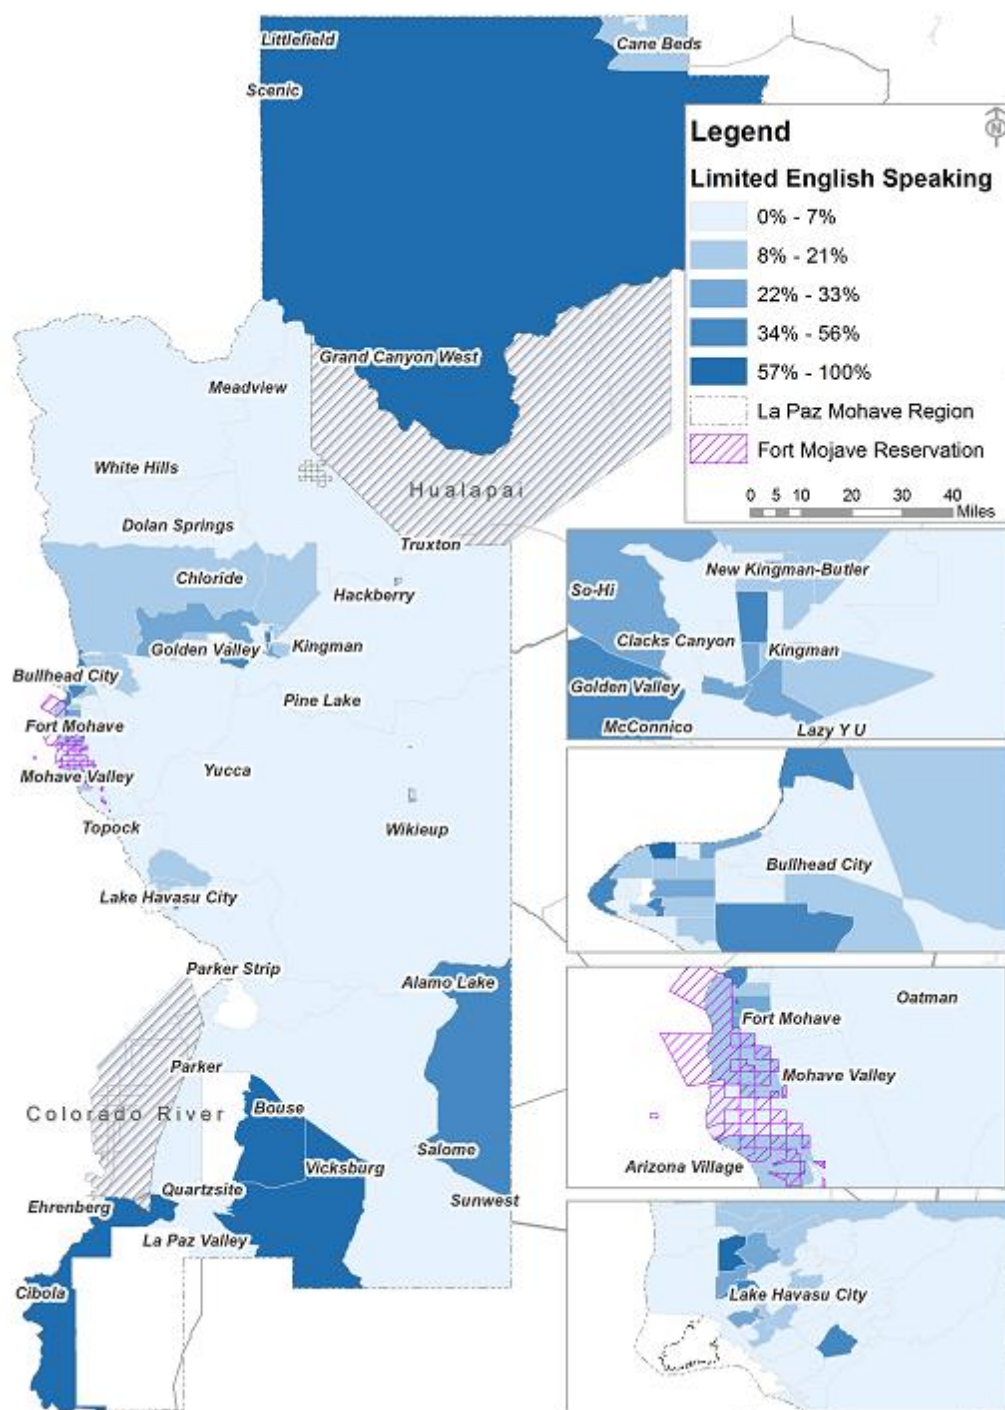 Littlefield
Cane Beds
Scenic
N
Legend
Limited English Speaking
0% - 7%
8% - 21%
22% - 33%
34% - 56%
57% - 100%
La Paz Mohave Region
Fort Mojave Reservation
0 5 10 20 30 40
Miles
Grand Canyon West
Meadview
White Hills
Hualapai
Dolan Springs
Truxton
Chloride
Hackberry
Golden Valley
Kingman
Bullhead City
Pine Lake
Fort Mohave
Yucca
Mohave Valley
Topock
Wikieup
Lake Havasu City
Parker Strip
Alamo Lake
Parker
Colorado River
Bouse
Salome
Vicksburg
Quartzsite
Sunwest
Ehrenberg
La Paz Valley
Cibola
New Kingman-Butler
So-Hi
Clacks Canyon
Kingman
Golden Valley
McConnico
Lazy Y U
Bullhead City
Oatman
Fort Mohave
Mohave Valley
Arizona Village
Lake Havasu City